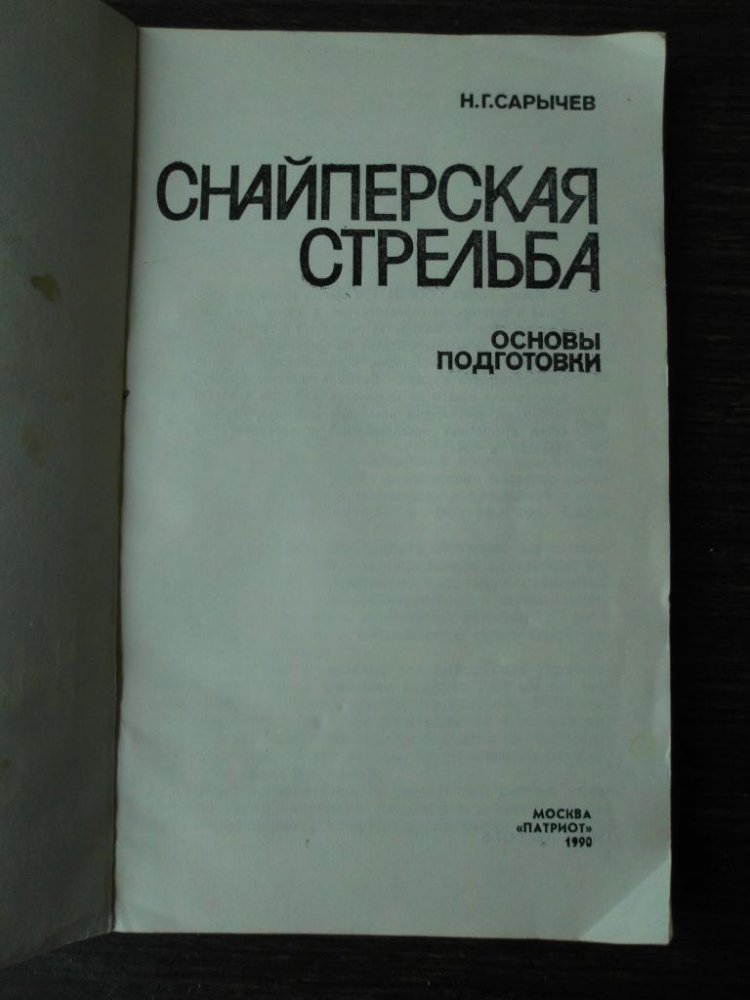 Н.Г.САРЫЧЕВ
СНАЙПЕРСКАЯ
СТРЕЛЬБА
ОСНОВЫ
ПОДГОТОВКИ
МОСКВА
«ПАТРИОТ»
1990